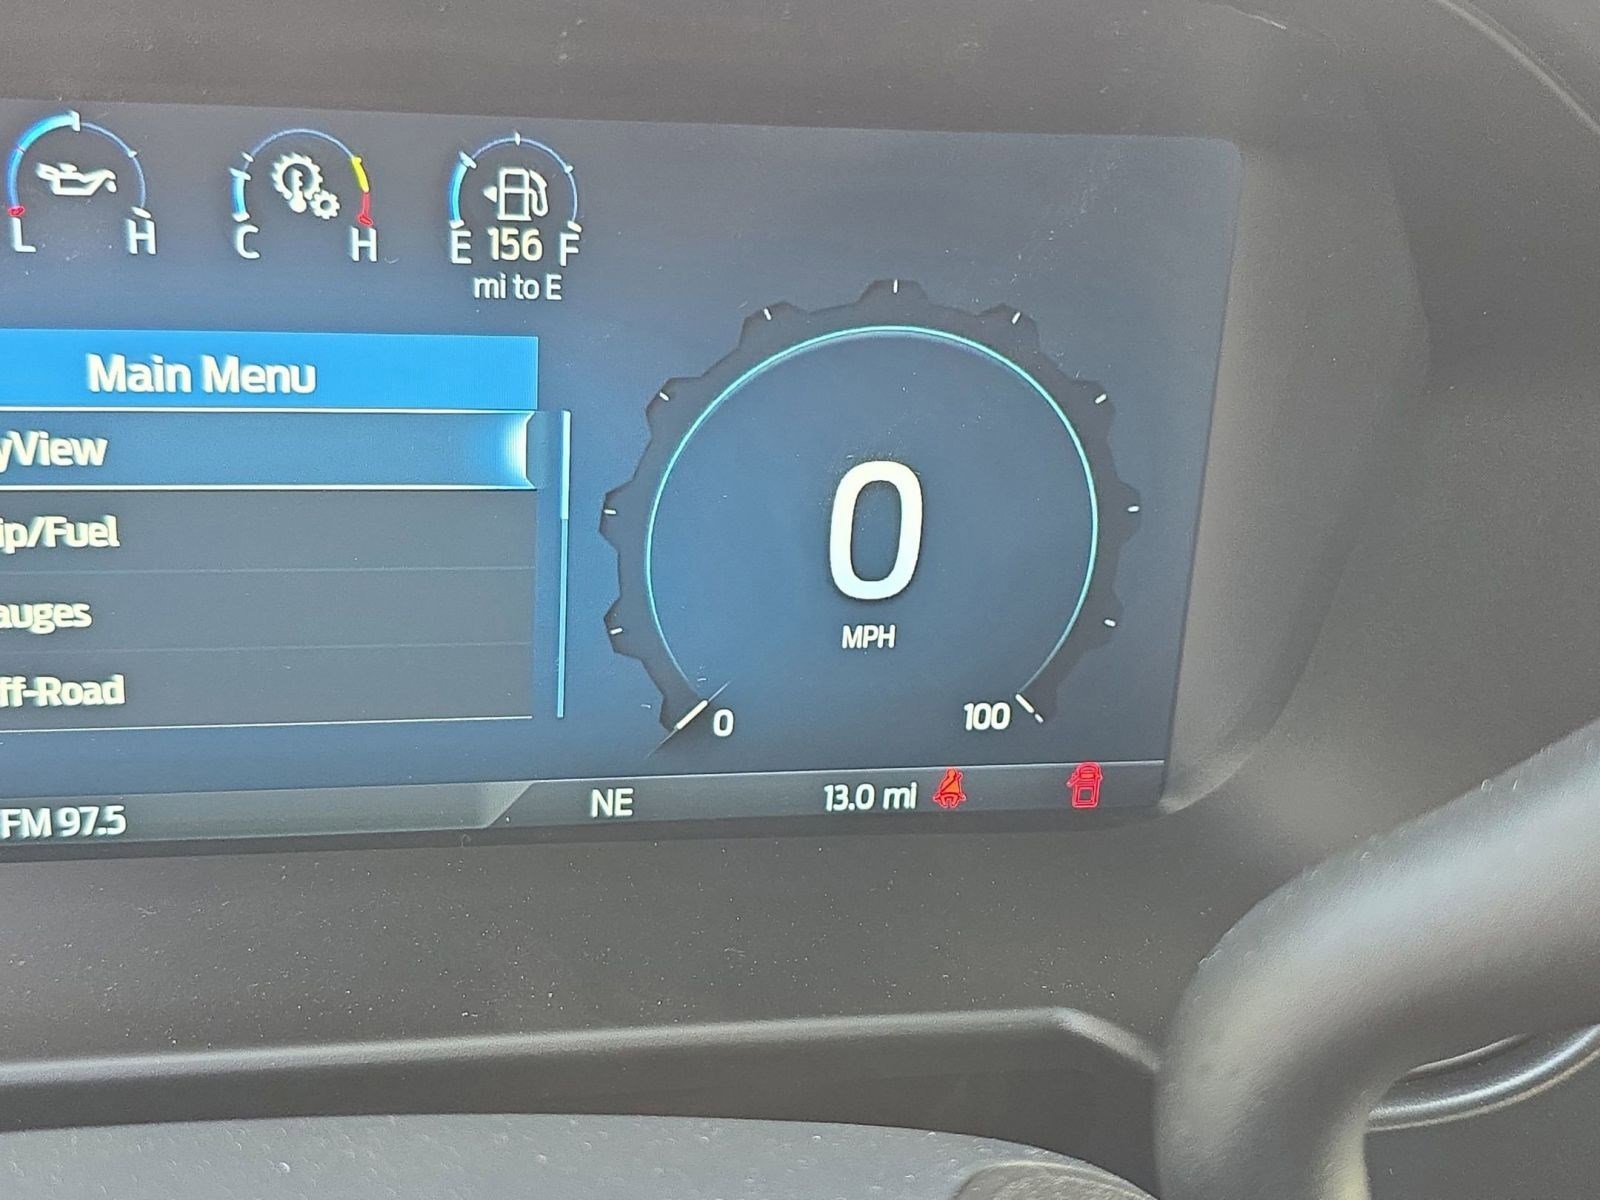 L H C H E 156 F
mi to E
Main Menu
yView
ip/Fuel
auges
ff-Road
0
MPH
0 100
FM 97.5 NE 13.0 mi